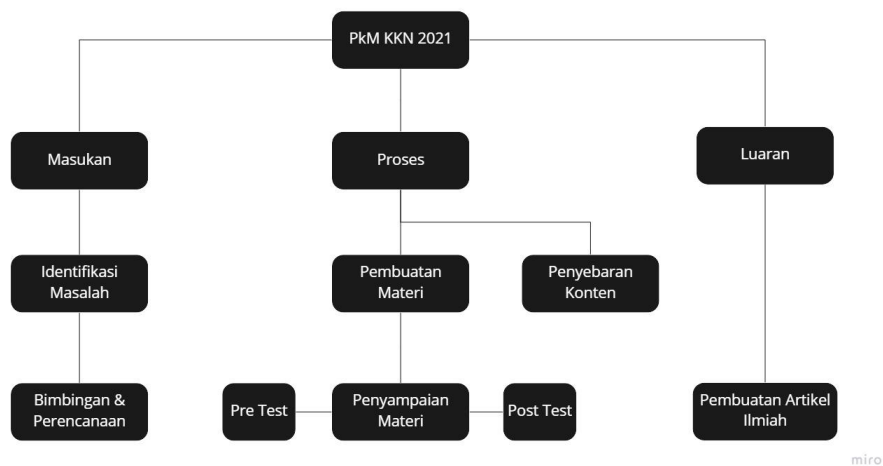 PkM KKN 2021
Masukan
Proses
Luaran
Identifikasi
Masalah
Pembuatan
Materi
Penyebaran
Konten
Bimbingan &
Perencanaan
Pre Test
Penyampaian
Materi
Post Test
Pembuatan Artikel
Ilmiah
miro